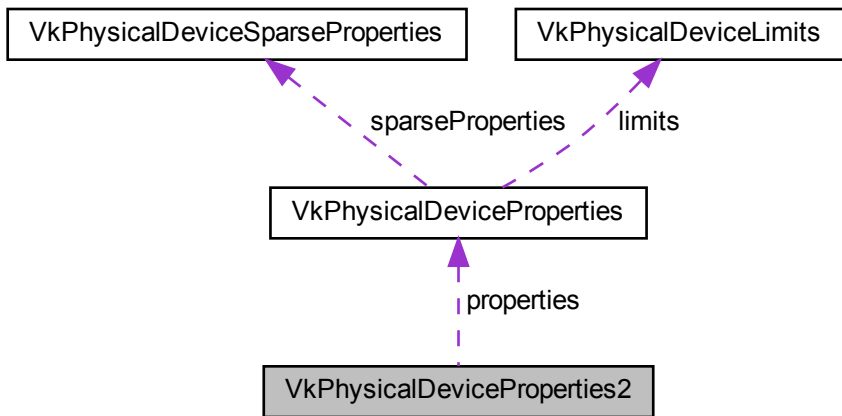 VkPhysicalDeviceSparseProperties
VkPhysicalDeviceLimits
sparseProperties
limits
VkPhysicalDeviceProperties
properties
VkPhysicalDeviceProperties2